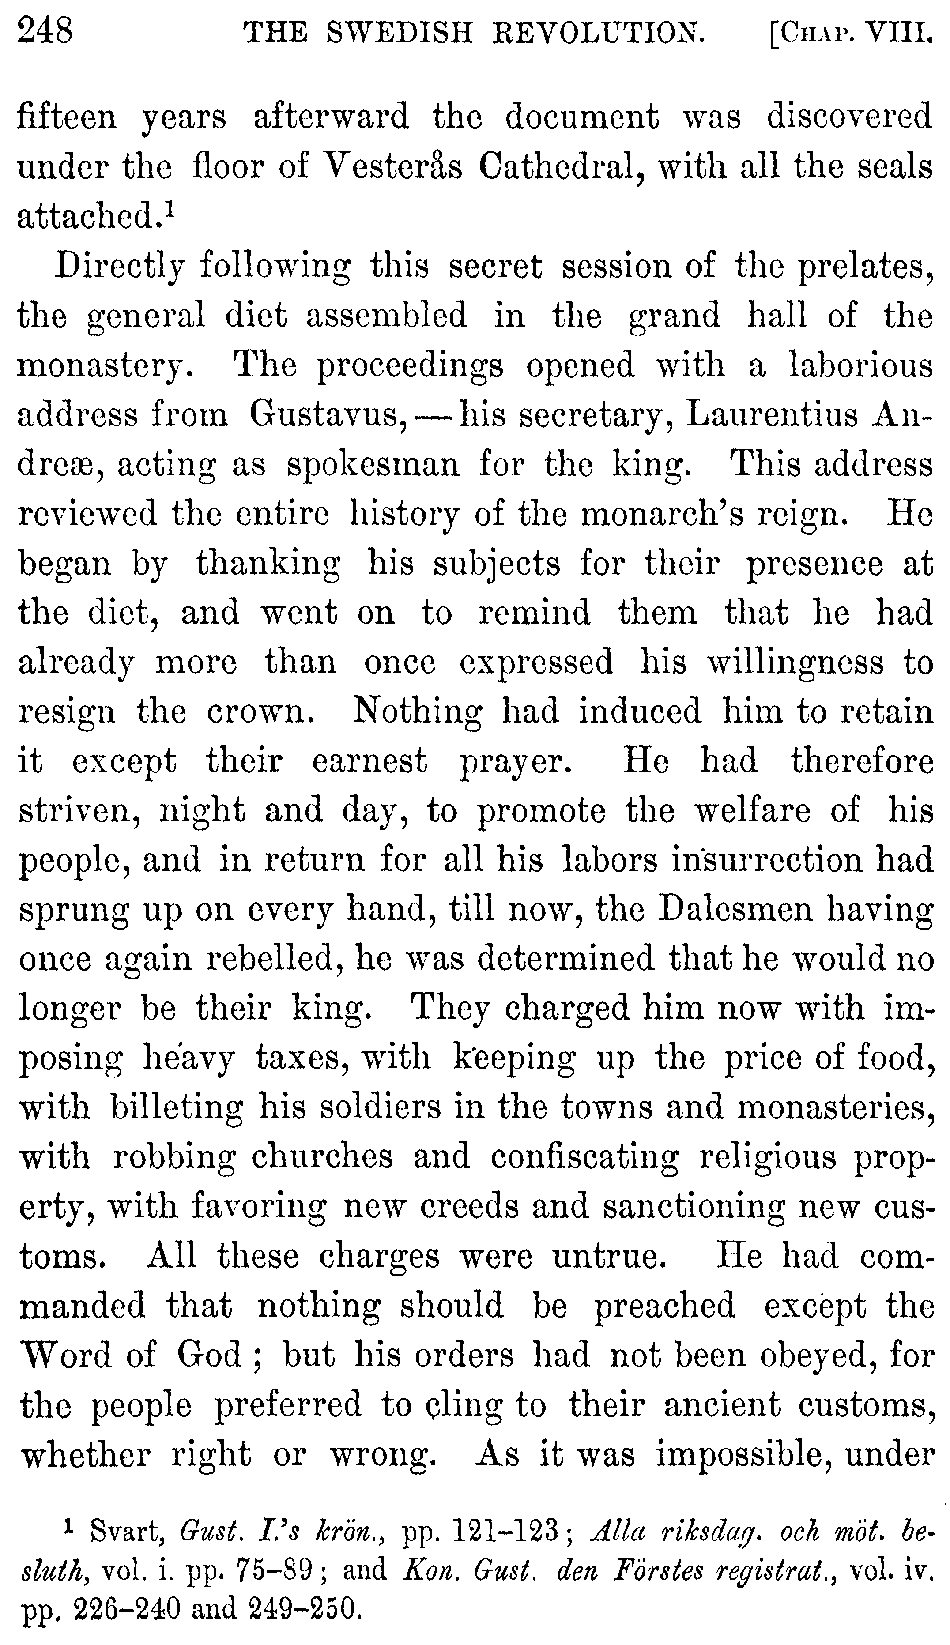 248 THE SWEDISH REVOLUTION. [CHAP. VIII.
fifteen years afterward the document was discovered
under the floor of Vesterås Cathedral, with all the seals
attached.¹
Directly following this secret session of the prelates,
the general diet assembled in the grand hall of the
monastery. The proceedings opened with a laborious
address from Gustavus,—his secretary, Laurentius An-
dreæ, acting as spokesman for the king. This address
reviewed the entire history of the monarch's reign. He
began by thanking his subjects for their presence at
the diet, and went on to remind them that he had
already more than once expressed his willingness to
resign the crown. Nothing had induced him to retain
it except their earnest prayer. He had therefore
striven, night and day, to promote the welfare of his
people, and in return for all his labors insurrection had
sprung up on every hand, till now, the Dalesmen having
once again rebelled, he was determined that he would no
longer be their king. They charged him now with im-
posing heavy taxes, with keeping up the price of food,
with billeting his soldiers in the towns and monasteries,
with robbing churches and confiscating religious prop-
erty, with favoring new creeds and sanctioning new cus-
toms. All these charges were untrue. He had com-
manded that nothing should be preached except the
Word of God; but his orders had not been obeyed, for
the people preferred to cling to their ancient customs,
whether right or wrong. As it was impossible, under
¹ Svart, Gust. I.'s krön., pp. 121–123; Alla riksdag. och möt. be-
sluth, vol. i. pp. 75–89; and Kon. Gust. den Förstes registrat., vol. iv.
pp. 226–240 and 249–250.